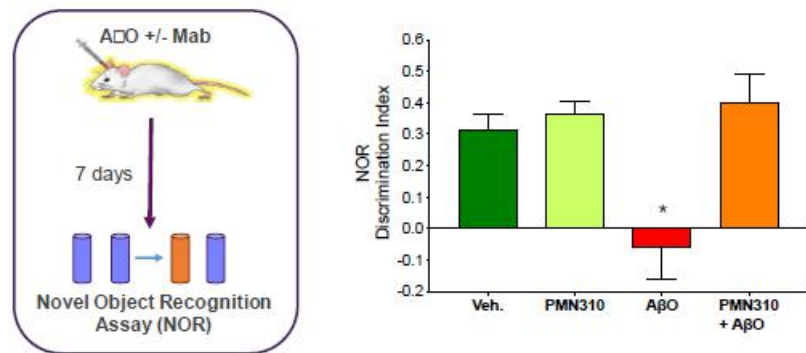 A□O +/- Mab
7 days
Novel Object Recognition
Assay (NOR)
NOR
Discrimination Index
0.6
0.5
0.4
0.3
0.2
0.1
0.0
-0.1
-0.2
*
Veh.
PMN310
AβO
PMN310
+ AβO